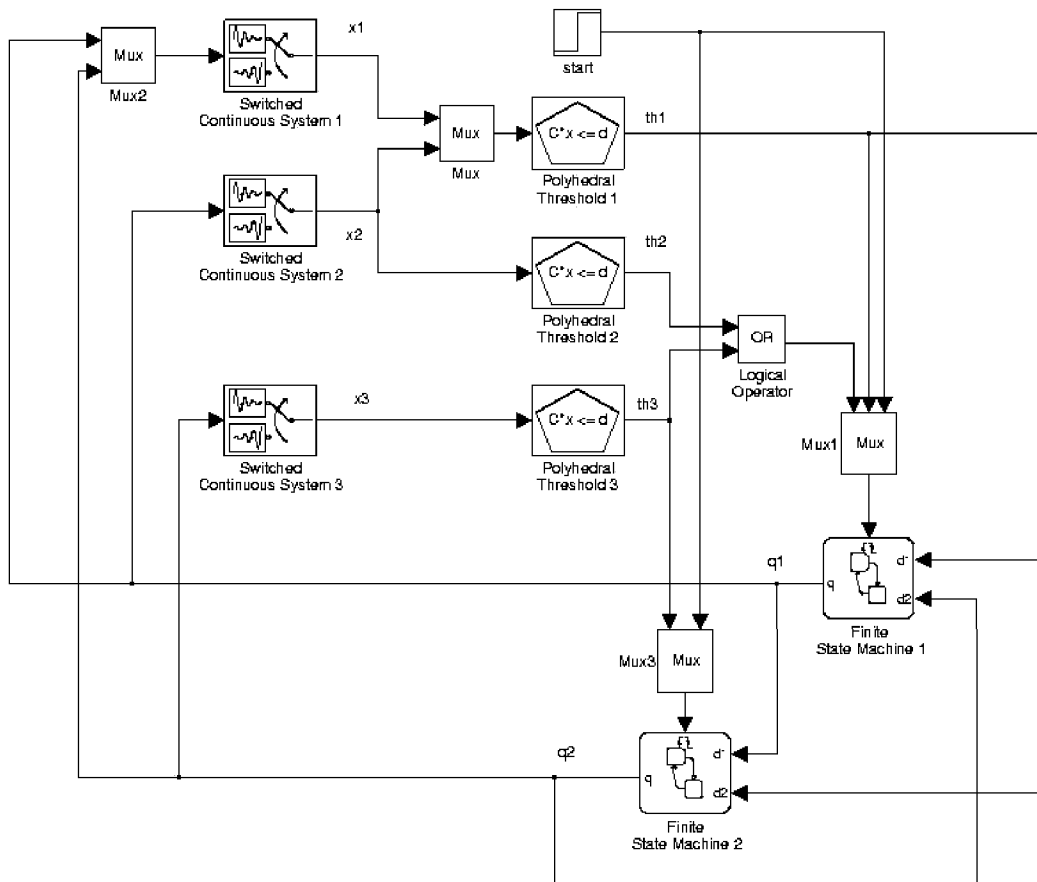 x1
Mux
Mux2
Switched
Continuous System 1
start
Mux
Mux
C*x <= d
th1
Polyhedral
Threshold 1
x2
Switched
Continuous System 2
th2
C*x <= d
Polyhedral
Threshold 2
OR
Logical
Operator
x3
Switched
Continuous System 3
th3
C*x <= d
Polyhedral
Threshold 3
Mux1
Mux
q1
q
d1
d2
Finite
State Machine 1
Mux3
Mux
q2
q
d1
d2
Finite
State Machine 2